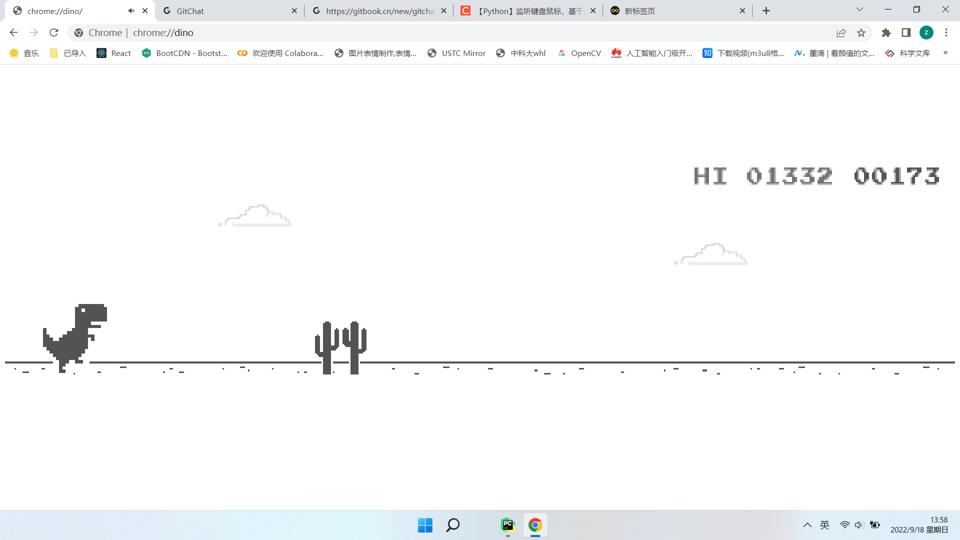 chrome://dino/
GitChat
https://gitbook.cn/new/gitcha
【Python】监听键盘鼠标，基于
新标签页
Chrome | chrome://dino
音乐
已导入
React
BootCDN - Bootst...
欢迎使用 Colabora...
图片表情制作,表情...
USTC Mirror
中科大whl
OpenCV
人工智能入门级开...
下载视频(m3u8格...
墨滴 | 看颜值的文...
科学文库
HI 01332 00173
英
13:58
2022/9/18 星期日